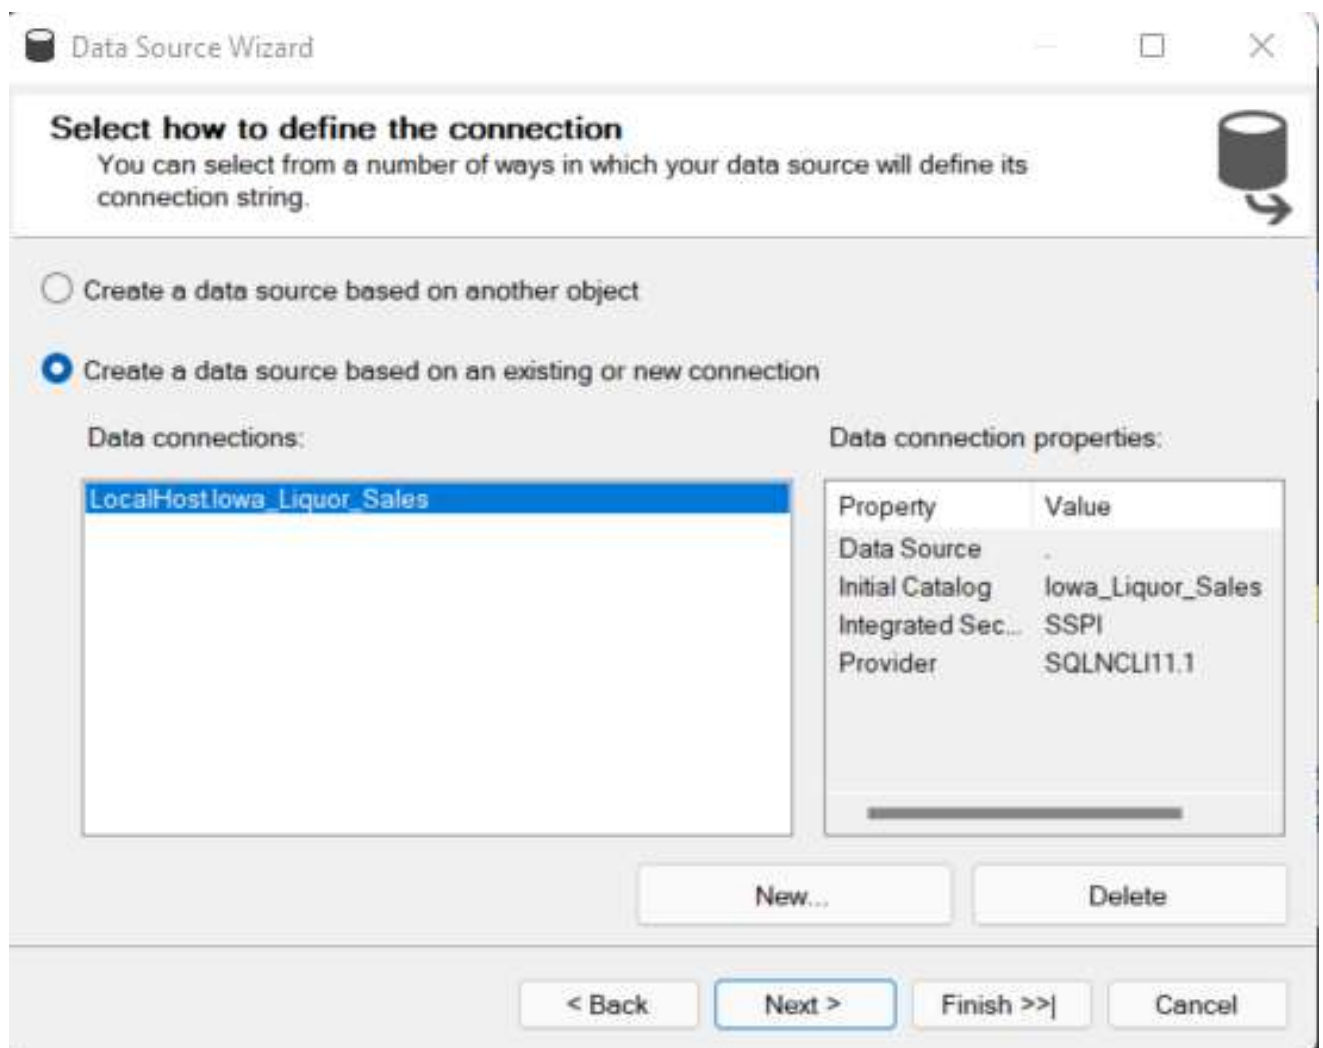 Data Source Wizard
Select how to define the connection
You can select from a number of ways in which your data source will define its
connection string.
Create a data source based on another object
Create a data source based on an existing or new connection
Data connections:
Data connection properties:
LocalHost.Iowa_Liquor_Sales
Property Value
Data Source .
Initial Catalog Iowa_Liquor_Sales
Integrated Sec... SSPI
Provider SQLNCLI11.1
New... Delete
< Back Next > Finish >>| Cancel